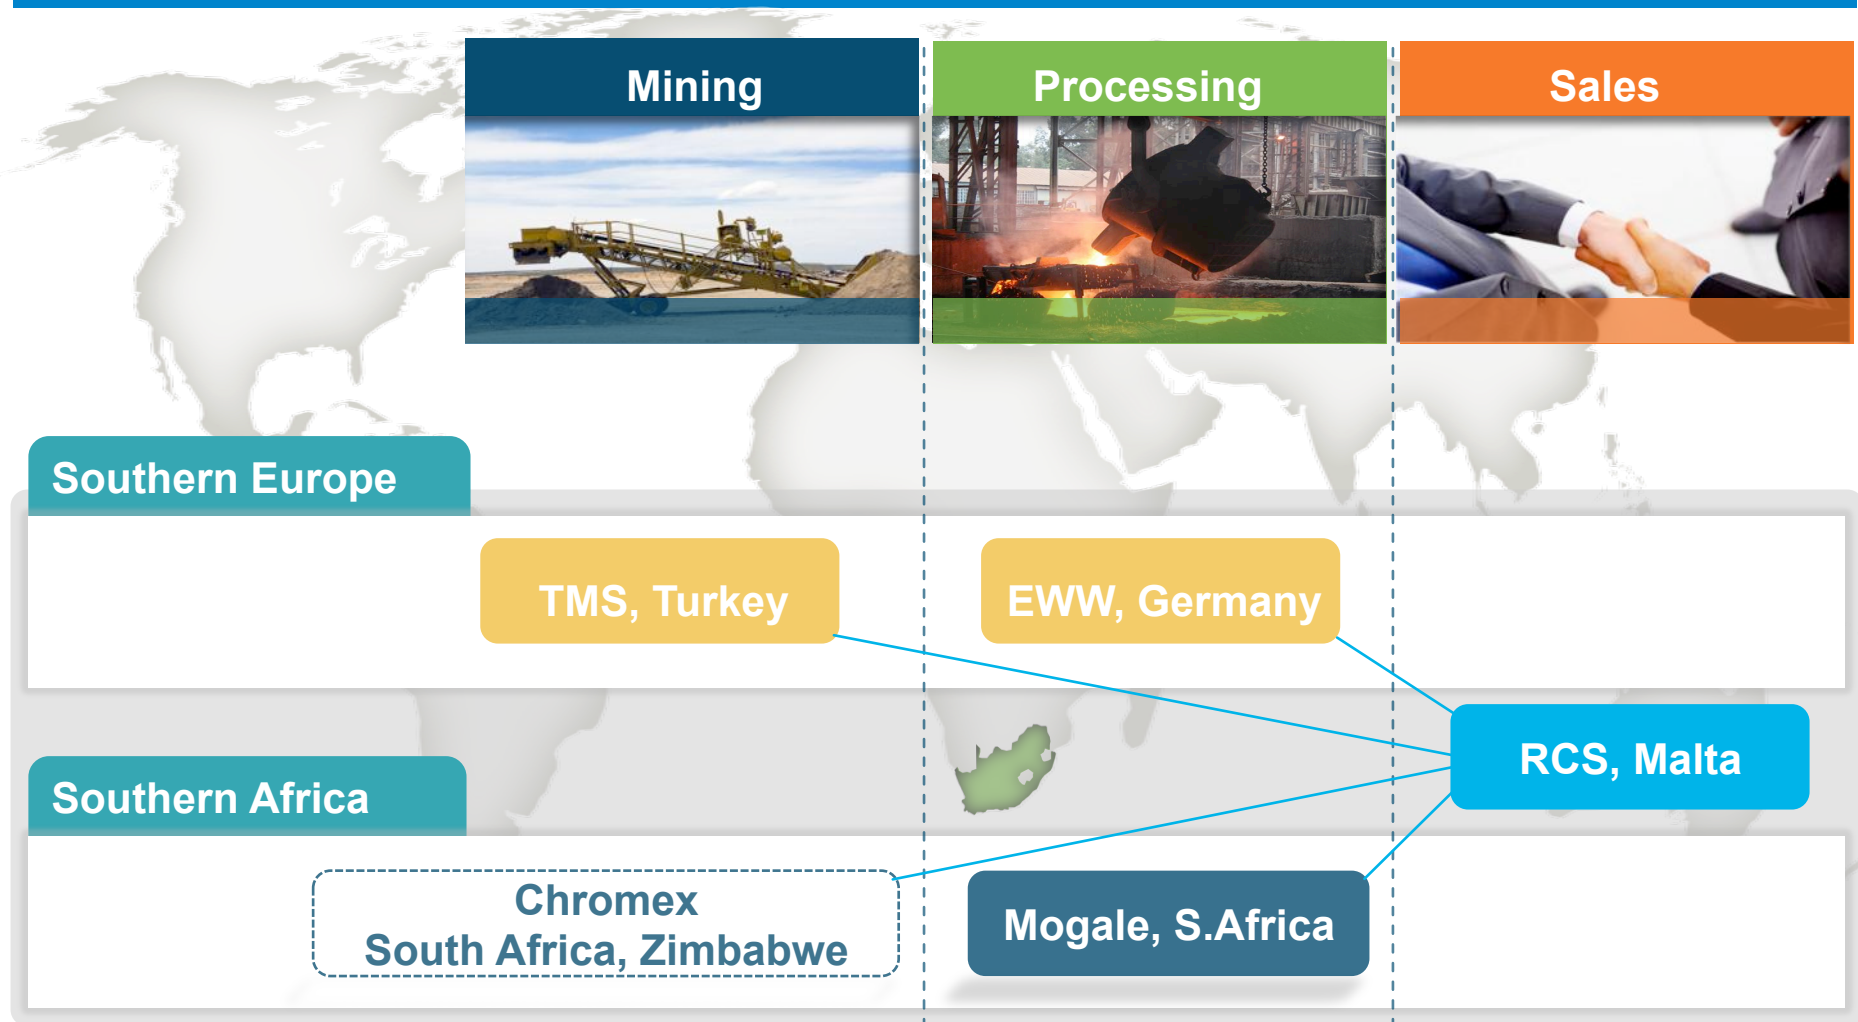 Mining
Processing
Sales
Southern Europe
TMS, Turkey
EWW, Germany
RCS, Malta
Southern Africa
Chromex
South Africa, Zimbabwe
Mogale, S.Africa